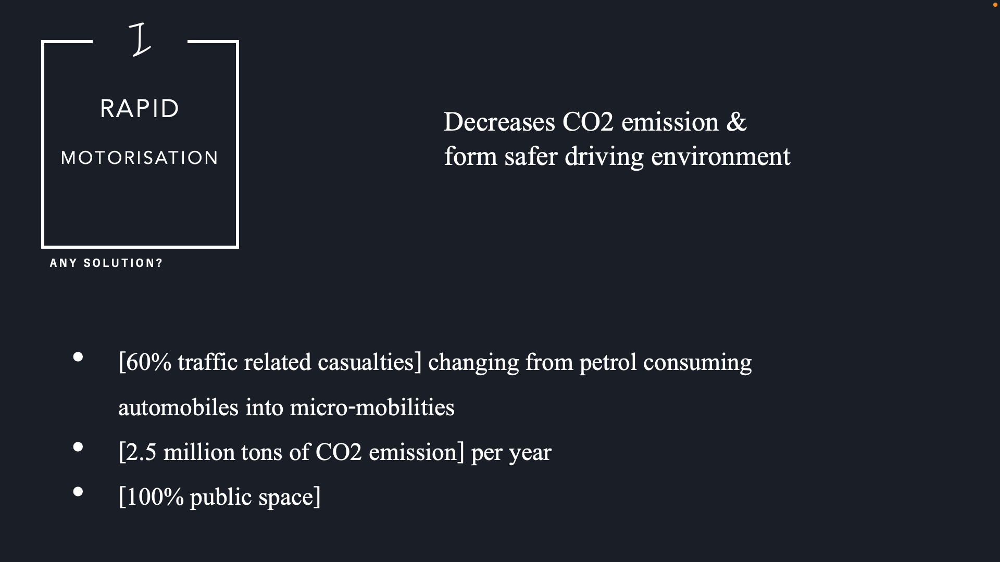 I
RAPID
MOTORISATION
ANY SOLUTION?
Decreases CO2 emission &
form safer driving environment
• [60% traffic related casualties] changing from petrol consuming
automobiles into micro-mobilities
• [2.5 million tons of CO2 emission] per year
• [100% public space]